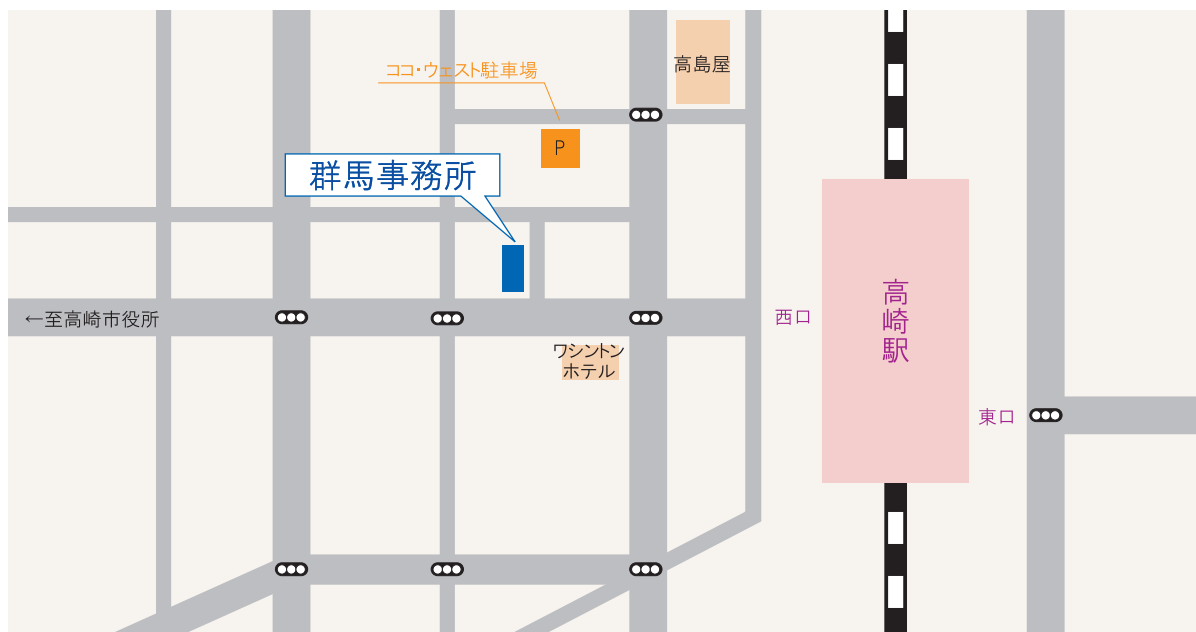 高島屋
ココ・ウェスト駐車場
P
群馬事務所
←至高崎市役所
西口
高崎駅
ワシントン
ホテル
東口